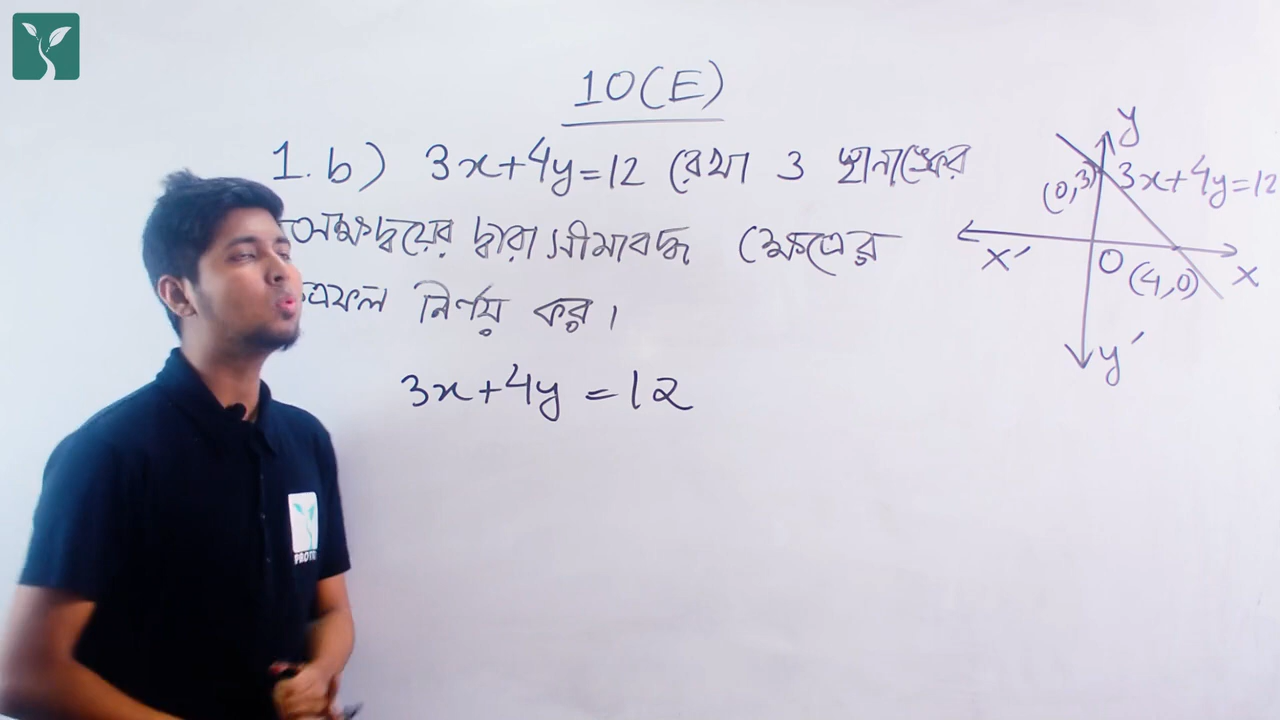 10(E)
1.b) 3x+4y=12 রেখা ও স্থানাঙ্কের
অক্ষদ্বয়ের দ্বারা সীমাবদ্ধ ক্ষেত্রের
ত্রফল নির্ণয় কর।
3x+4y=12
y
(0,3) 3x+4y=12
x′ O (4,0) x
y′